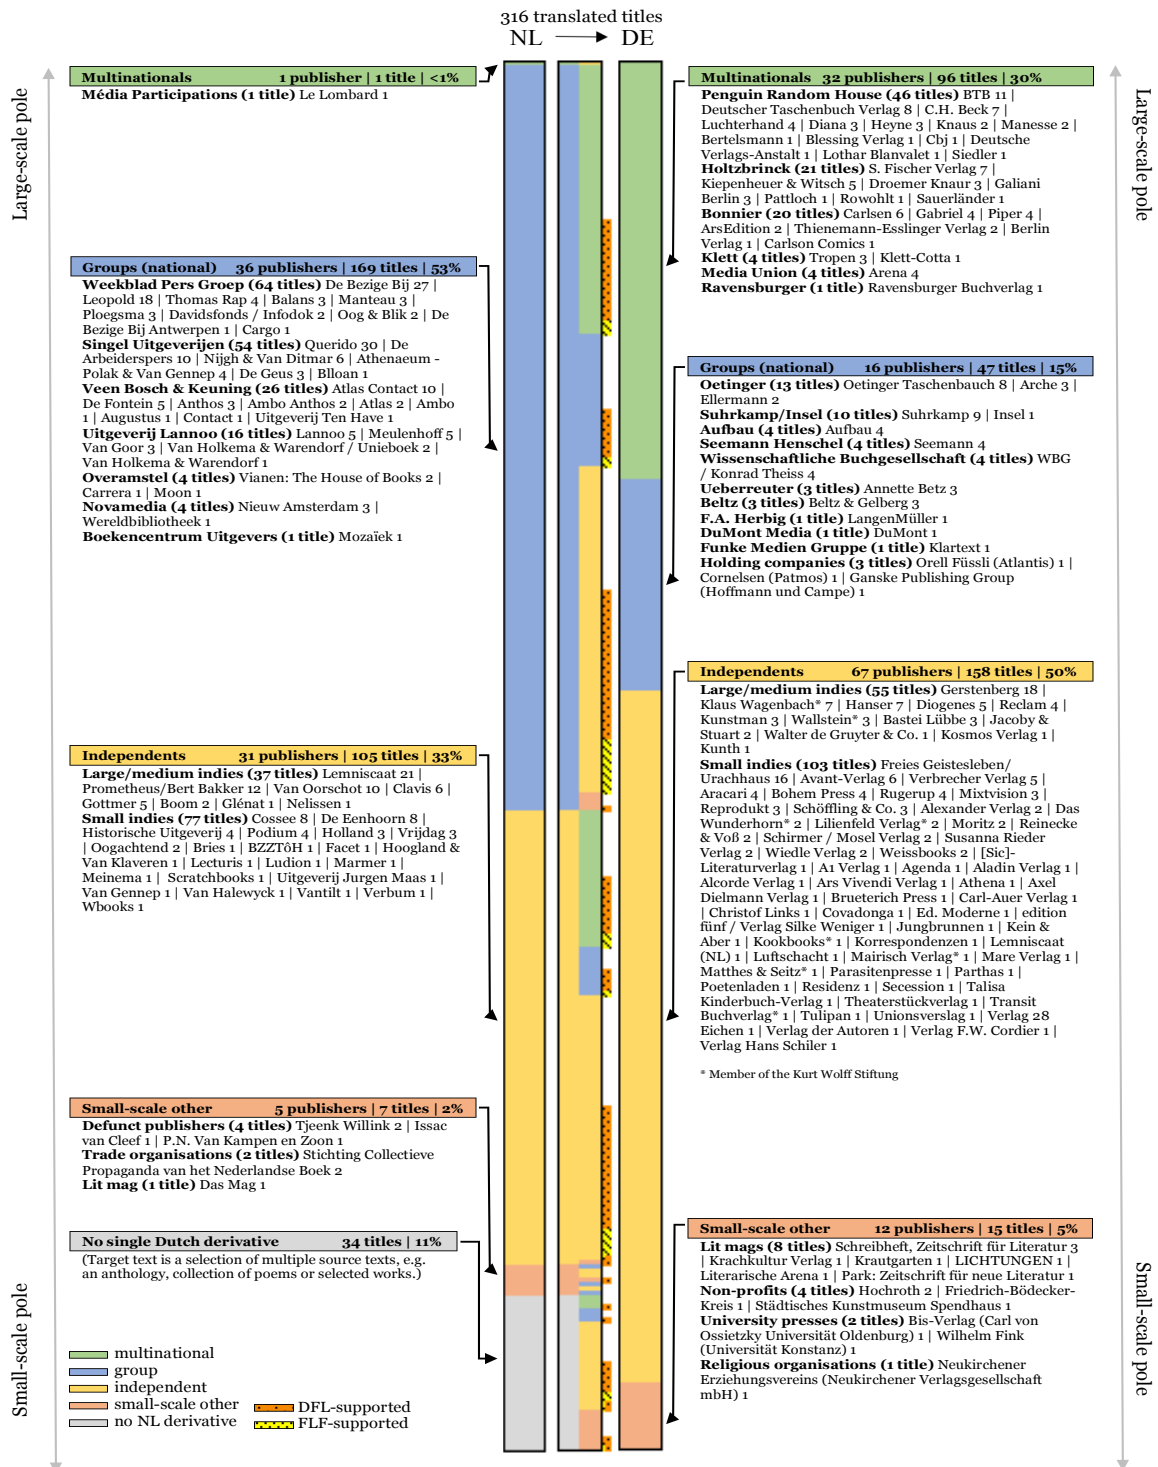 316 translated titles
NL → DE
Large-scale pole
Small-scale pole
Multinationals 1 publisher | 1 title | <1%
Média Participations (1 title) Le Lombard 1
Groups (national) 36 publishers | 169 titles | 53%
Weekblad Pers Groep (64 titles) De Bezige Bij 27 |
Leopold 18 | Thomas Rap 4 | Balans 3 | Manteau 3 |
Ploegsma 3 | Davidsfonds / Infodok 2 | Oog & Blik 2 | De
Bezige Bij Antwerpen 1 | Cargo 1
Singel Uitgeverijen (54 titles) Querido 30 | De
Arbeiderspers 10 | Nijgh & Van Ditmar 6 | Athenaeum -
Polak & Van Gennep 4 | De Geus 3 | Blloan 1
Veen Bosch & Keuning (26 titles) Atlas Contact 10 |
De Fontein 5 | Anthos 3 | Ambo Anthos 2 | Atlas 2 | Ambo
1 | Augustus 1 | Contact 1 | Uitgeverij Ten Have 1
Uitgeverij Lannoo (16 titles) Lannoo 5 | Meulenhoff 5 |
Van Goor 3 | Van Holkema & Warendorf / Unieboek 2 |
Van Holkema & Warendorf 1
Overamstel (4 titles) Vianen: The House of Books 2 |
Carrera 1 | Moon 1
Novamedia (4 titles) Nieuw Amsterdam 3 |
Wereldbibliotheek 1
Boekencentrum Uitgevers (1 title) Mozaïek 1
Independents 31 publishers | 105 titles | 33%
Large/medium indies (37 titles) Lemniscaat 21 |
Prometheus/Bert Bakker 12 | Van Oorschot 10 | Clavis 6 |
Gottmer 5 | Boom 2 | Glénat 1 | Nelissen 1
Small indies (77 titles) Cossee 8 | De Eenhoorn 8 |
Historische Uitgeverij 4 | Podium 4 | Holland 3 | Vrijdag 3
| Oogachtend 2 | Bries 1 | BZZTôH 1 | Facet 1 | Hoogland &
Van Klaveren 1 | Lecturis 1 | Ludion 1 | Marmer 1 |
Meinema 1 | Scratchbooks 1 | Uitgeverij Jurgen Maas 1 |
Van Gennep 1 | Van Halewyck 1 | Vantilt 1 | Verbum 1 |
Wbooks 1
Small-scale other 5 publishers | 7 titles | 2%
Defunct publishers (4 titles) Tjeenk Willink 2 | Issac
van Cleef 1 | P.N. Van Kampen en Zoon 1
Trade organisations (2 titles) Stichting Collectieve
Propaganda van het Nederlandse Boek 2
Lit mag (1 title) Das Mag 1
No single Dutch derivative 34 titles | 11%
(Target text is a selection of multiple source texts, e.g.
an anthology, collection of poems or selected works.)
multinational
group
independent
small-scale other
no NL derivative
DFL-supported
FLF-supported
Multinationals 32 publishers | 96 titles | 30%
Penguin Random House (46 titles) BTB 11 |
Deutscher Taschenbuch Verlag 8 | C.H. Beck 7 |
Luchterhand 4 | Diana 3 | Heyne 3 | Knaus 2 | Manesse 2 |
Bertelsmann 1 | Blessing Verlag 1 | Cbj 1 | Deutsche
Verlags-Anstalt 1 | Lothar Blanvalet 1 | Siedler 1
Holtzbrinck (21 titles) S. Fischer Verlag 7 |
Kiepenheuer & Witsch 5 | Droemer Knaur 3 | Galiani
Berlin 3 | Pattloch 1 | Rowohlt 1 | Sauerländer 1
Bonnier (20 titles) Carlsen 6 | Gabriel 4 | Piper 4 |
ArsEdition 2 | Thienemann-Esslinger Verlag 2 | Berlin
Verlag 1 | Carlson Comics 1
Klett (4 titles) Tropen 3 | Klett-Cotta 1
Media Union (4 titles) Arena 4
Ravensburger (1 title) Ravensburger Buchverlag 1
Groups (national) 16 publishers | 47 titles | 15%
Oetinger (13 titles) Oetinger Taschenbauch 8 | Arche 3 |
Ellermann 2
Suhrkamp/Insel (10 titles) Suhrkamp 9 | Insel 1
Aufbau (4 titles) Aufbau 4
Seemann Henschel (4 titles) Seemann 4
Wissenschaftliche Buchgesellschaft (4 titles) WBG
/ Konrad Theiss 4
Ueberreuter (3 titles) Annette Betz 3
Beltz (3 titles) Beltz & Gelberg 3
F.A. Herbig (1 title) LangenMüller 1
DuMont Media (1 title) DuMont 1
Funke Medien Gruppe (1 title) Klartext 1
Holding companies (3 titles) Orell Füssli (Atlantis) 1 |
Cornelsen (Patmos) 1 | Ganske Publishing Group
(Hoffmann und Campe) 1
Independents 67 publishers | 158 titles | 50%
Large/medium indies (55 titles) Gerstenberg 18 |
Klaus Wagenbach* 7 | Hanser 7 | Diogenes 5 | Reclam 4 |
Kunstman 3 | Wallstein* 3 | Bastei Lübbe 3 | Jacoby &
Stuart 2 | Walter de Gruyter & Co. 1 | Kosmos Verlag 1 |
Kunth 1
Small indies (103 titles) Freies Geistesleben/
Urachhaus 16 | Avant-Verlag 6 | Verbrecher Verlag 5 |
Aracari 4 | Bohem Press 4 | Rugerup 4 | Mixtvision 3 |
Reprodukt 3 | Schöffling & Co. 3 | Alexander Verlag 2 | Das
Wunderhorn* 2 | Lilienfeld Verlag* 2 | Moritz 2 | Reinecke
& Voß 2 | Schirmer / Mosel Verlag 2 | Susanna Rieder
Verlag 2 | Wiedle Verlag 2 | Weissbooks 2 | [Sic]-
Literaturverlag 1 | A1 Verlag 1 | Agenda 1 | Aladin Verlag 1 |
Alcorde Verlag 1 | Ars Vivendi Verlag 1 | Athena 1 | Axel
Dielmann Verlag 1 | Brueterich Press 1 | Carl-Auer Verlag 1
| Christof Links 1 | Covadonga 1 | Ed. Moderne 1 | edition
fünf / Verlag Silke Weniger 1 | Jungbrunnen 1 | Kein &
Aber 1 | Kookbooks* 1 | Korrespondenzen 1 | Lemniscaat
(NL) 1 | Luftschacht 1 | Mairisch Verlag* 1 | Mare Verlag 1 |
Matthes & Seitz* 1 | Parasitenpresse 1 | Parthas 1 |
Poetenladen 1 | Residenz 1 | Secession 1 | Talisa
Kinderbuch-Verlag 1 | Theaterstückverlag 1 | Transit
Buchverlag* 1 | Tulipan 1 | Unionsverslag 1 | Verlag 28
Eichen 1 | Verlag der Autoren 1 | Verlag F.W. Cordier 1 |
Verlag Hans Schiler 1
* Member of the Kurt Wolff Stiftung
Small-scale other 12 publishers | 15 titles | 5%
Lit mags (8 titles) Schreibheft, Zeitschrift für Literatur 3
| Krachkultur Verlag 1 | Krautgarten 1 | LICHTUNGEN 1 |
Literarische Arena 1 | Park: Zeitschrift für neue Literatur 1
Non-profits (4 titles) Hochroth 2 | Friedrich-Bödecker-
Kreis 1 | Städtisches Kunstmuseum Spendhaus 1
University presses (2 titles) Bis-Verlag (Carl von
Ossietzky Universität Oldenburg) 1 | Wilhelm Fink
(Universität Konstanz) 1
Religious organisations (1 title) Neukirchener
Erziehungsvereins (Neukirchener Verlagsgesellschaft
mbH) 1
Large-scale pole
Small-scale pole